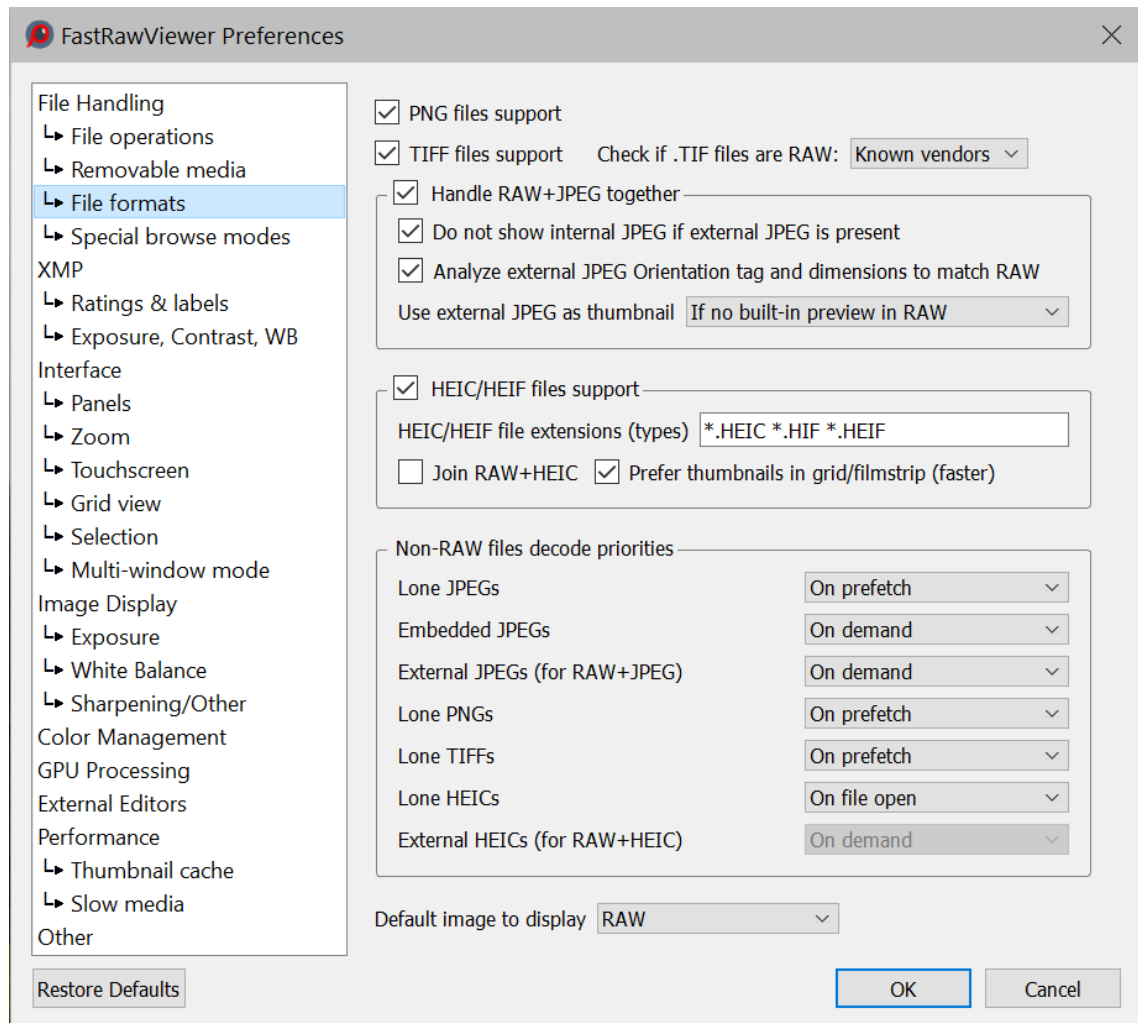 FastRawViewer Preferences
File Handling
File operations
Removable media
File formats
Special browse modes
XMP
Ratings & labels
Exposure, Contrast, WB
Interface
Panels
Zoom
Touchscreen
Grid view
Selection
Multi-window mode
Image Display
Exposure
White Balance
Sharpening/Other
Color Management
GPU Processing
External Editors
Performance
Thumbnail cache
Slow media
Other
PNG files support
TIFF files support Check if .TIF files are RAW: Known vendors
Handle RAW+JPEG together
Do not show internal JPEG if external JPEG is present
Analyze external JPEG Orientation tag and dimensions to match RAW
Use external JPEG as thumbnail If no built-in preview in RAW
HEIC/HEIF files support
HEIC/HEIF file extensions (types) *.HEIC *.HIF *.HEIF
Join RAW+HEIC Prefer thumbnails in grid/filmstrip (faster)
Non-RAW files decode priorities
Lone JPEGs On prefetch
Embedded JPEGs On demand
External JPEGs (for RAW+JPEG) On demand
Lone PNGs On prefetch
Lone TIFFs On prefetch
Lone HEICs On file open
External HEICs (for RAW+HEIC) On demand
Default image to display RAW
Restore Defaults OK Cancel